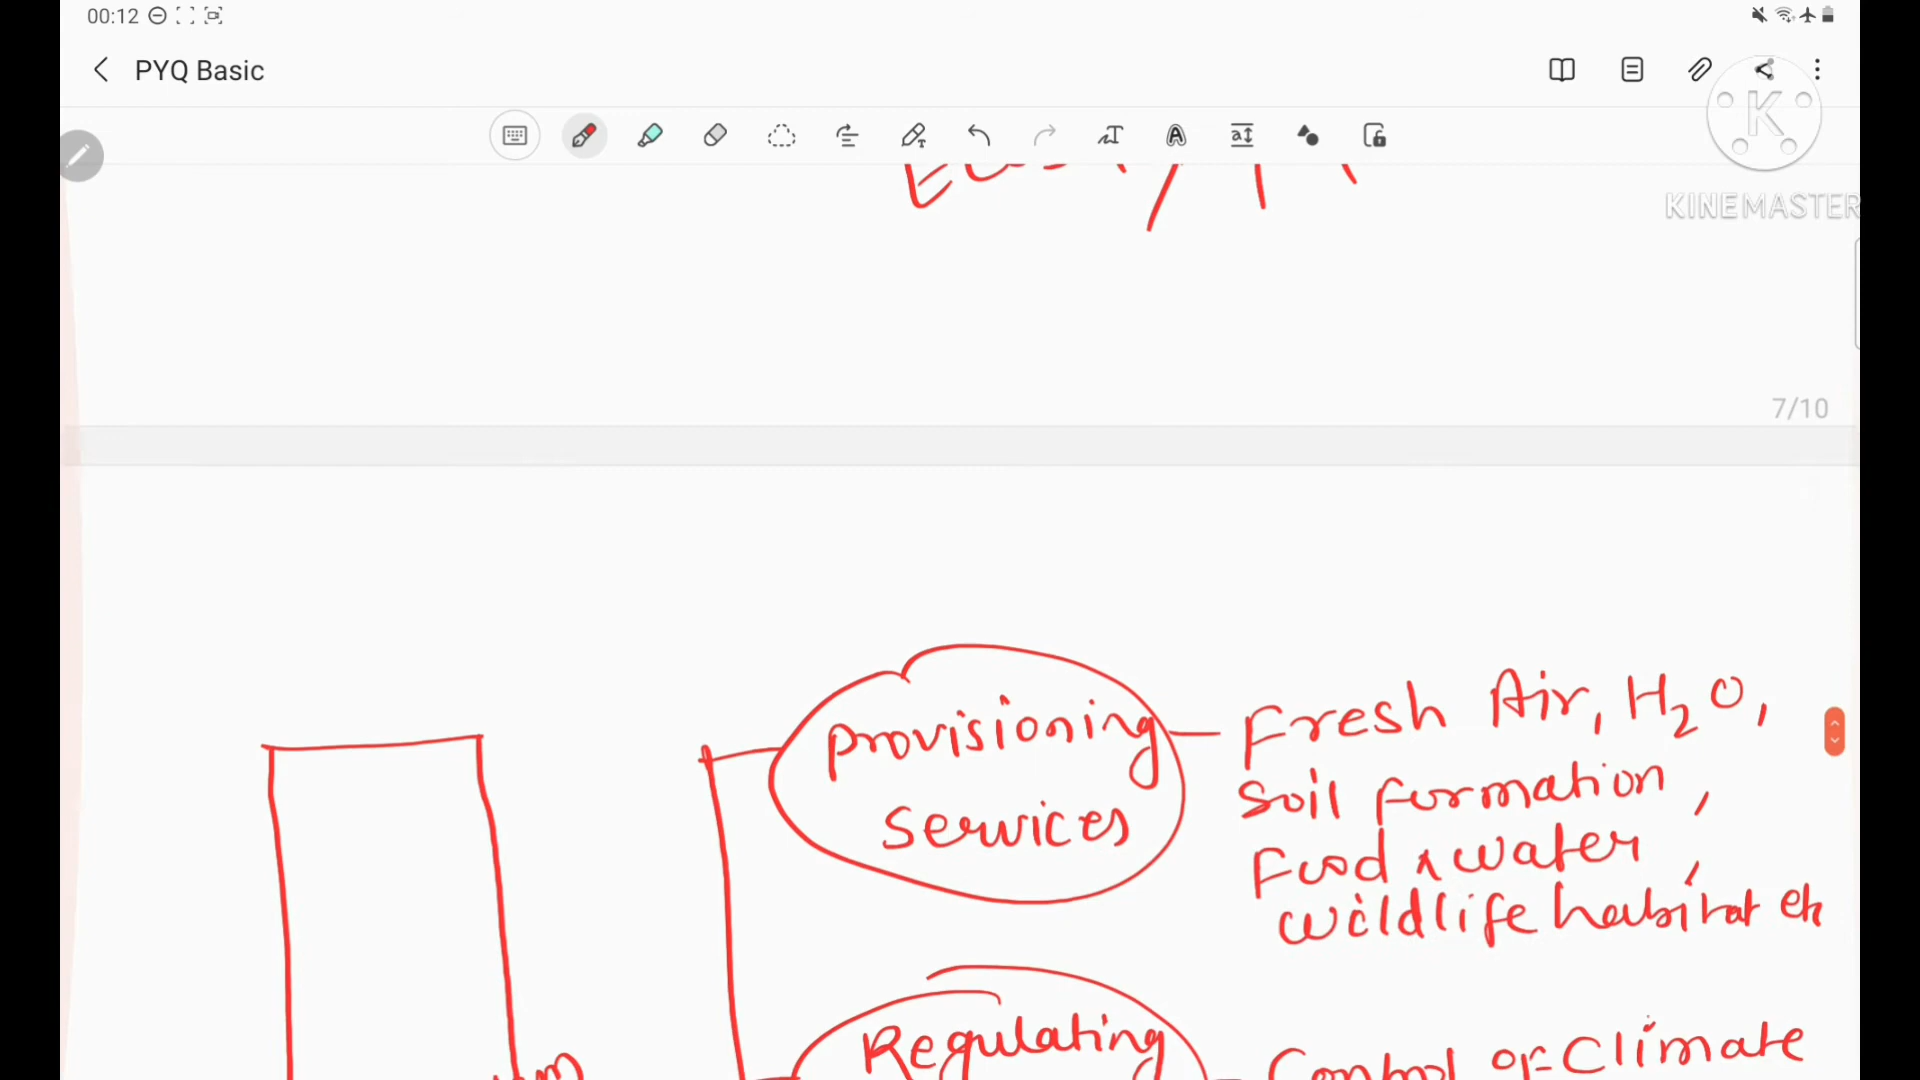 00:12
PYQ Basic
K
KINEMASTER
7/10
Provisioning
Services
Fresh Air, H2O,
Soil formation,
Food & water,
wildlife habitat etc
Regulating
Control of Climate